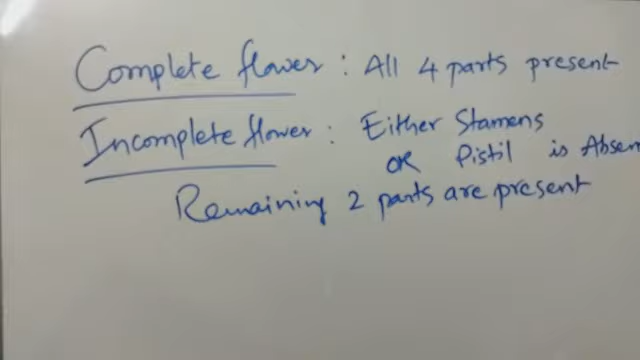 Complete flower : All 4 parts present
Incomplete flower : Either Stamens
OR Pistil is Absen
Remaining 2 parts are present